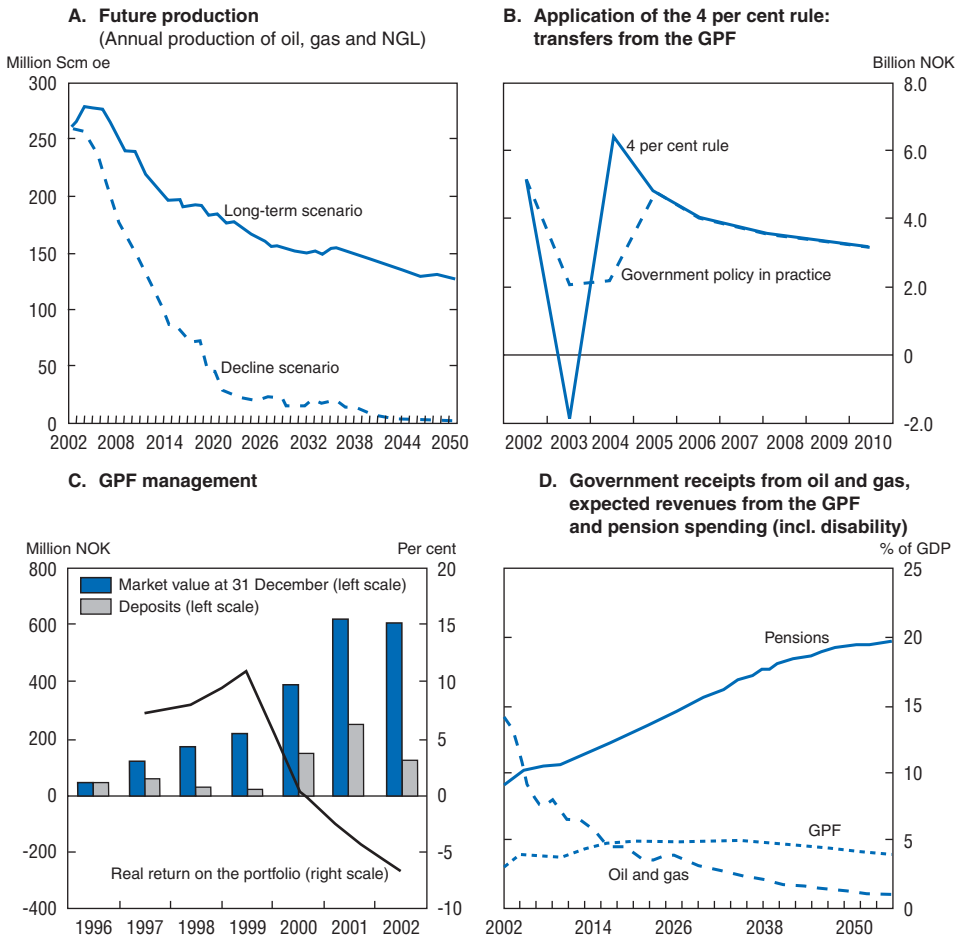 A. Future production
(Annual production of oil, gas and NGL)
Million Scm oe
300
250
200
150
100
50
0
Long-term scenario
Decline scenario
2002 2008 2014 2020 2026 2032 2038 2044 2050
B. Application of the 4 per cent rule:
transfers from the GPF
Billion NOK
8.0
6.0
4.0
2.0
0
-2.0
4 per cent rule
Government policy in practice
2002 2003 2004 2005 2006 2007 2008 2009 2010
C. GPF management
Million NOK
Per cent
800
600
400
200
0
-200
-400
20
15
10
5
0
-5
-10
Market value at 31 December (left scale)
Deposits (left scale)
Real return on the portfolio (right scale)
1996 1997 1998 1999 2000 2001 2002
D. Government receipts from oil and gas,
expected revenues from the GPF
and pension spending (incl. disability)
% of GDP
25
20
15
10
5
0
Pensions
GPF
Oil and gas
2002 2014 2026 2038 2050